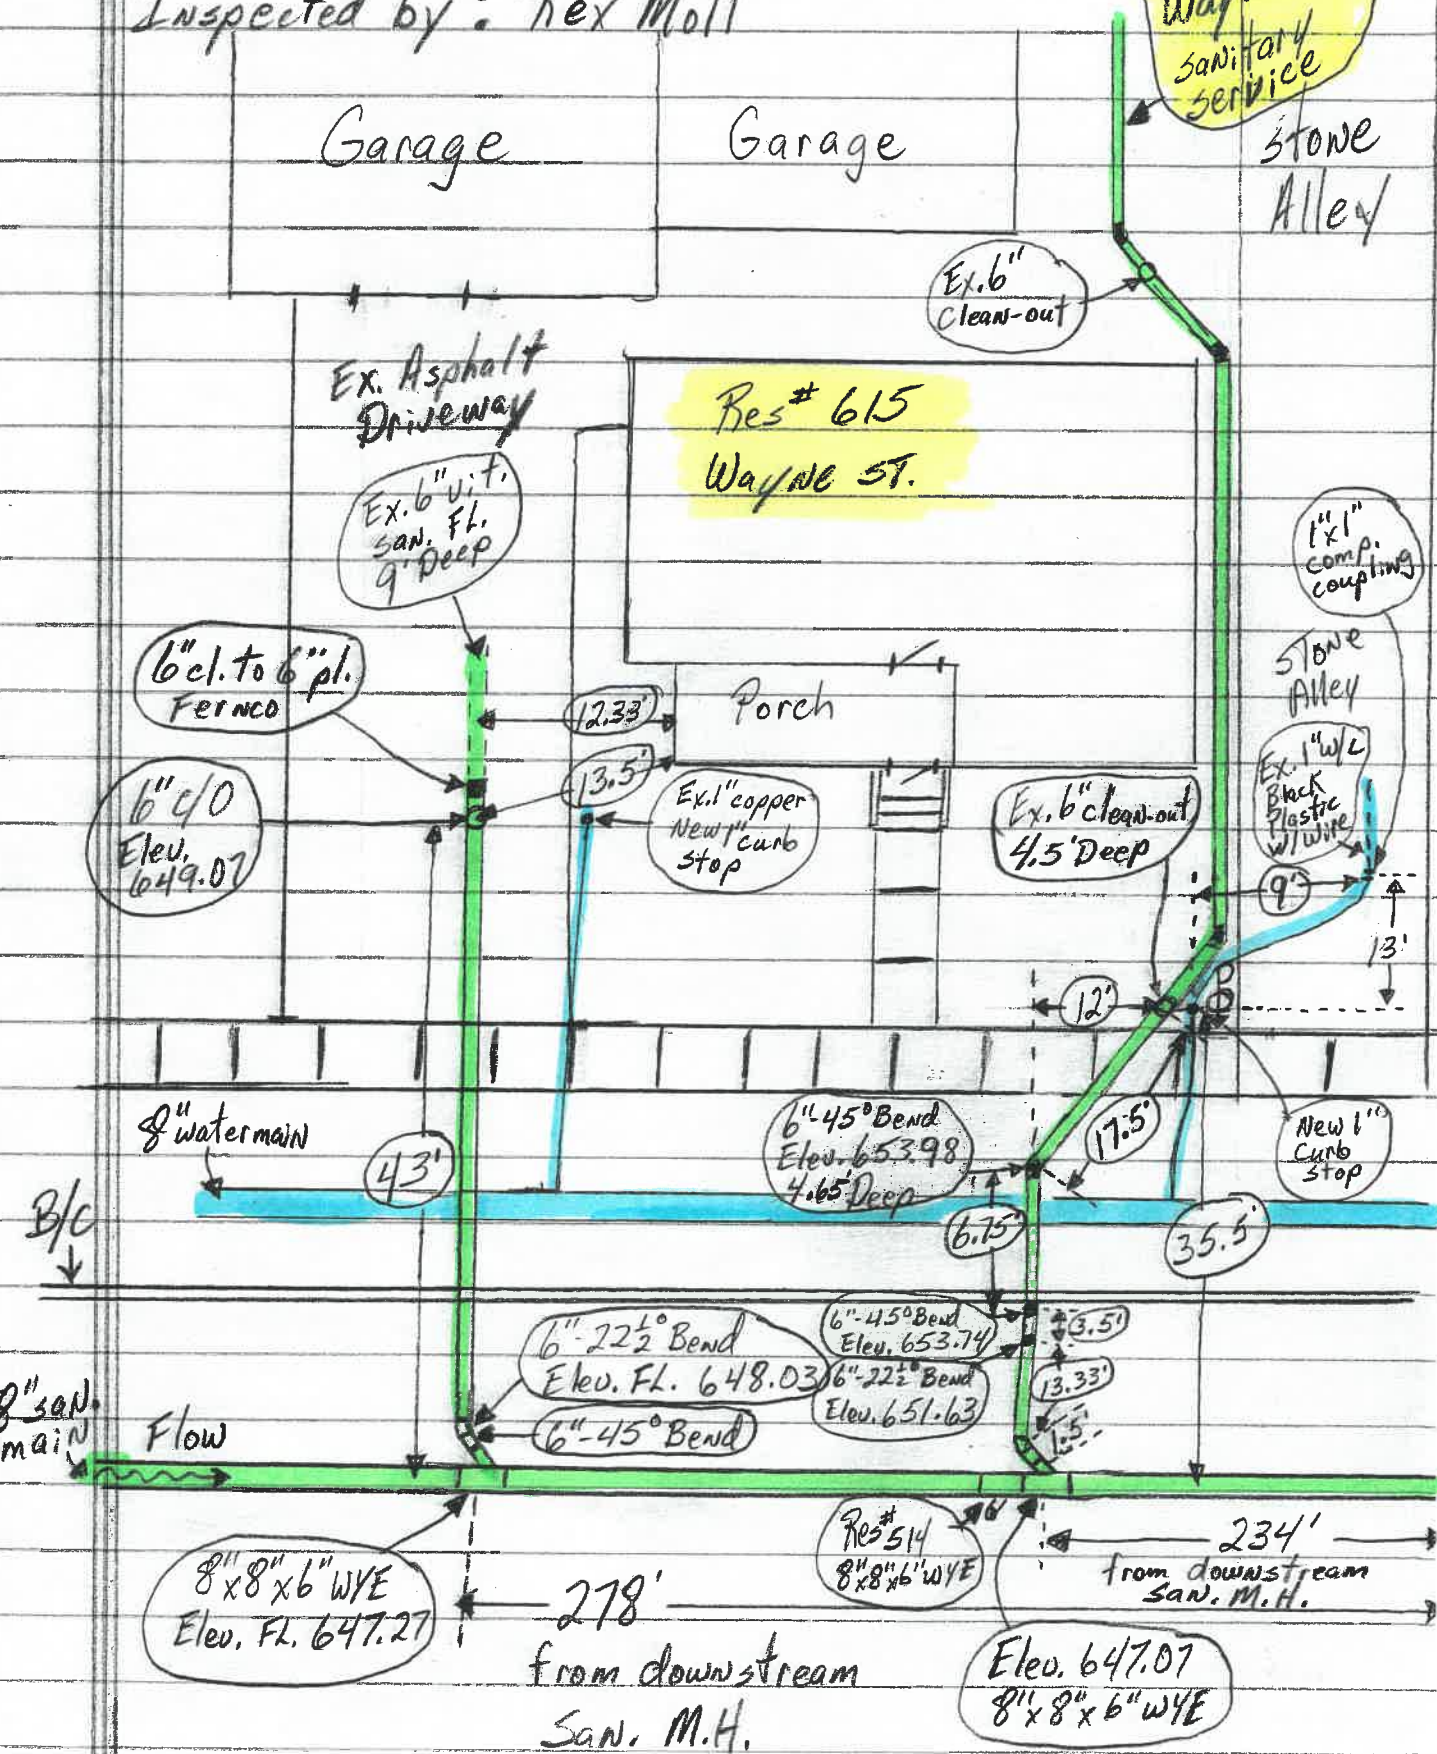 Inspected by: Rex Moll
Way
sanitary
service
Garage
Garage
Stone
Alley
Ex. 6"
Clean-out
Ex. Asphalt
Driveway
Res# 615
Wayne St.
Ex. 6" vit.
san. FL.
9' Deep
1"x1"
comp.
coupling
6" cl. to 6" pl.
Fernco
12.33'
Porch
Stone
Alley
6" c/o
Elev.
649.07
13.5'
Ex. 1" copper
New 1" curb
stop
Ex. 6" clean-out
4.5' Deep
Ex. 1" w/L
Black
Plastic
w/wire
9'
13'
12'
8" watermain
43'
6"-45° Bend
Elev. 653.98
4.65' Deep
17.5'
New 1"
Curb
stop
B/C
6.75'
35.5'
6"-22½° Bend
Elev. FL. 648.03
6"-45° Bend
Elev. 653.74
3.5'
6"-22½° Bend
Elev. 651.63
13.33'
8" san.
main
Flow
6"-45° Bend
1.5'
8"x8"x6" WYE
Elev. FL. 647.27
Res# 514
8"x8"x6" WYE
6'
234'
from downstream
San. M.H.
278'
from downstream
San. M.H.
Elev. 647.07
8"x8"x6" WYE